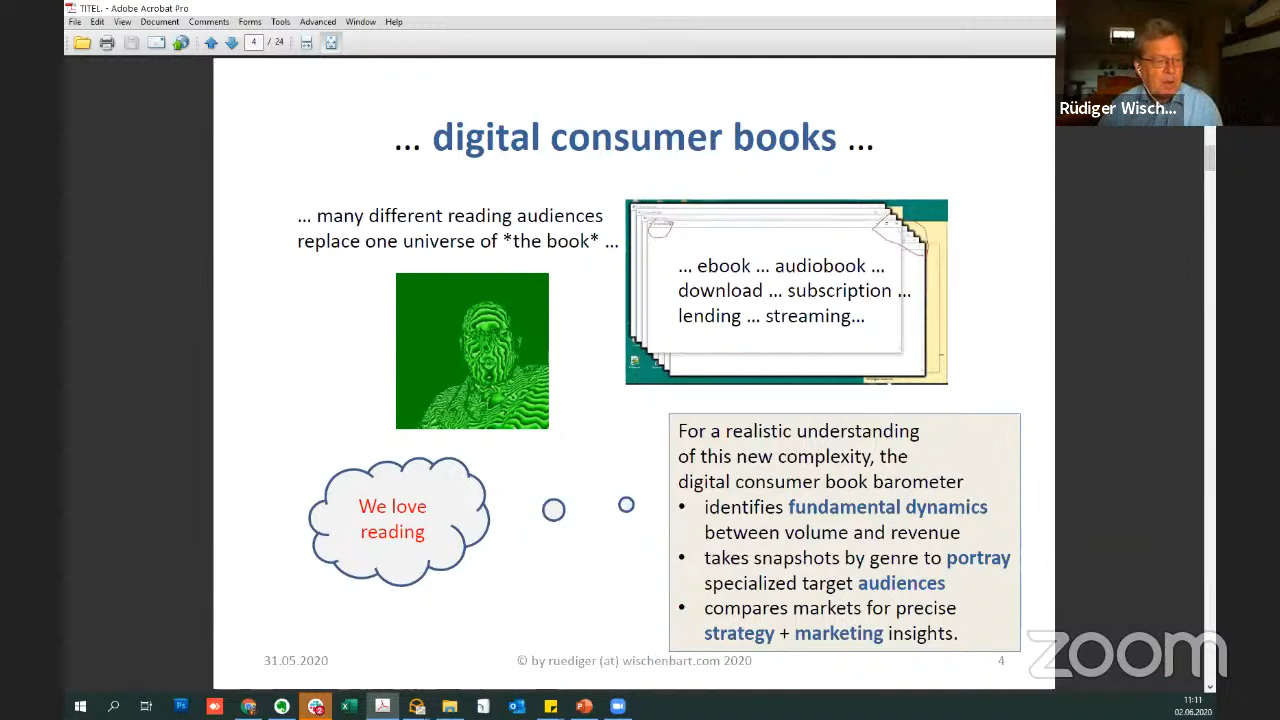 TITEL. - Adobe Acrobat Pro
File Edit View Document Comments Forms Tools Advanced Window Help
4 / 24
Rüdiger Wisch...
... digital consumer books ...
... many different reading audiences
replace one universe of *the book* ...
... ebook ... audiobook ...
download ... subscription ...
lending ... streaming...
We love
reading
For a realistic understanding
of this new complexity, the
digital consumer book barometer
• identifies fundamental dynamics
between volume and revenue
• takes snapshots by genre to portray
specialized target audiences
• compares markets for precise
strategy + marketing insights.
31.05.2020
© by ruediger (at) wischenbart.com 2020
4
zoom
11:11
02.06.2020